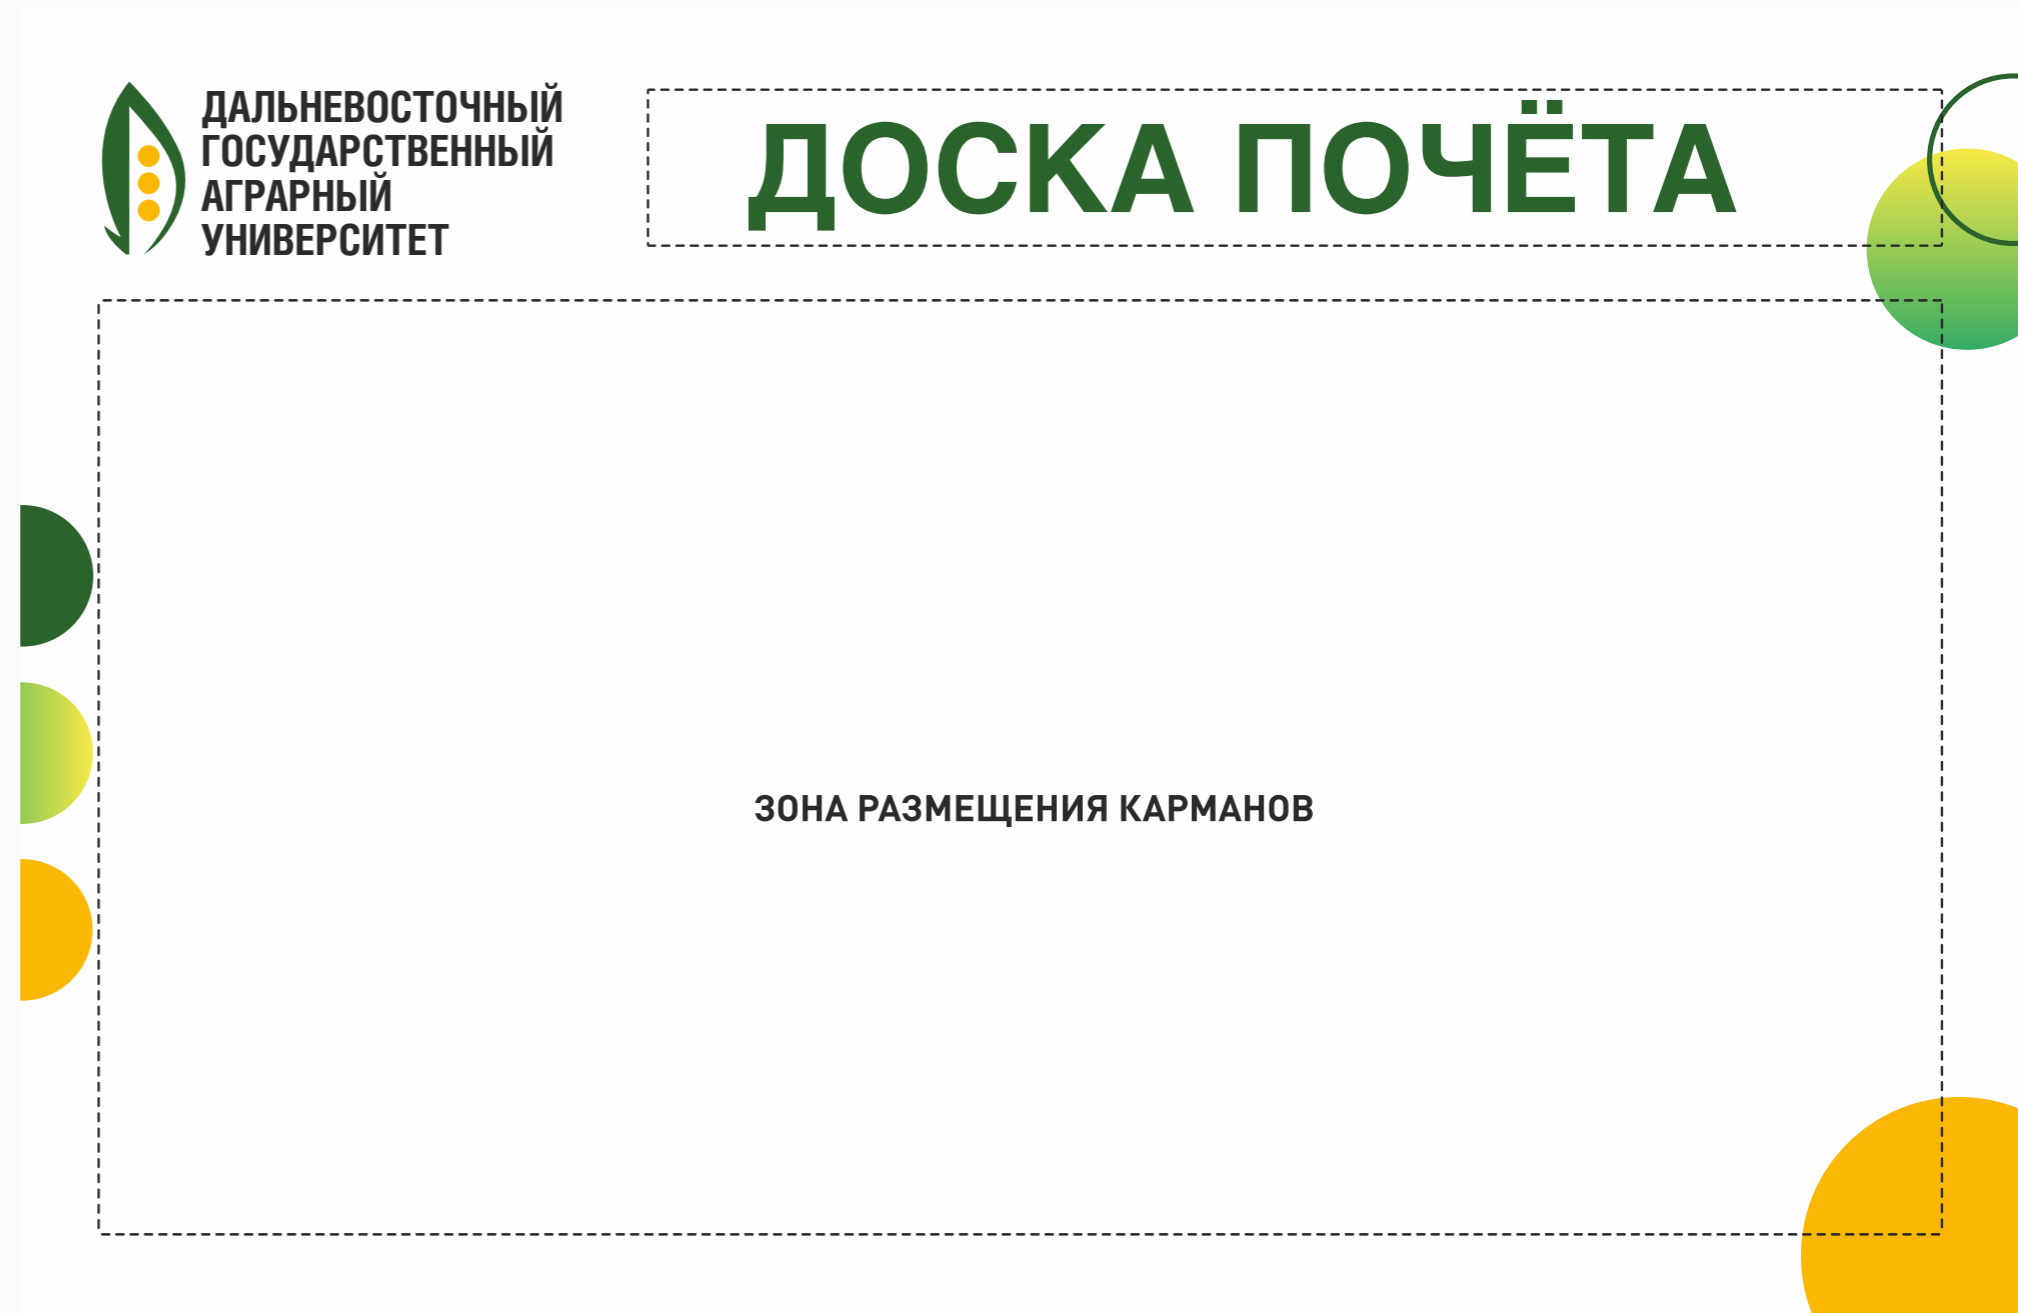 ДАЛЬНЕВОСТОЧНЫЙ
ГОСУДАРСТВЕННЫЙ
АГРАРНЫЙ
УНИВЕРСИТЕТ
ДОСКА ПОЧЁТА
ЗОНА РАЗМЕЩЕНИЯ КАРМАНОВ